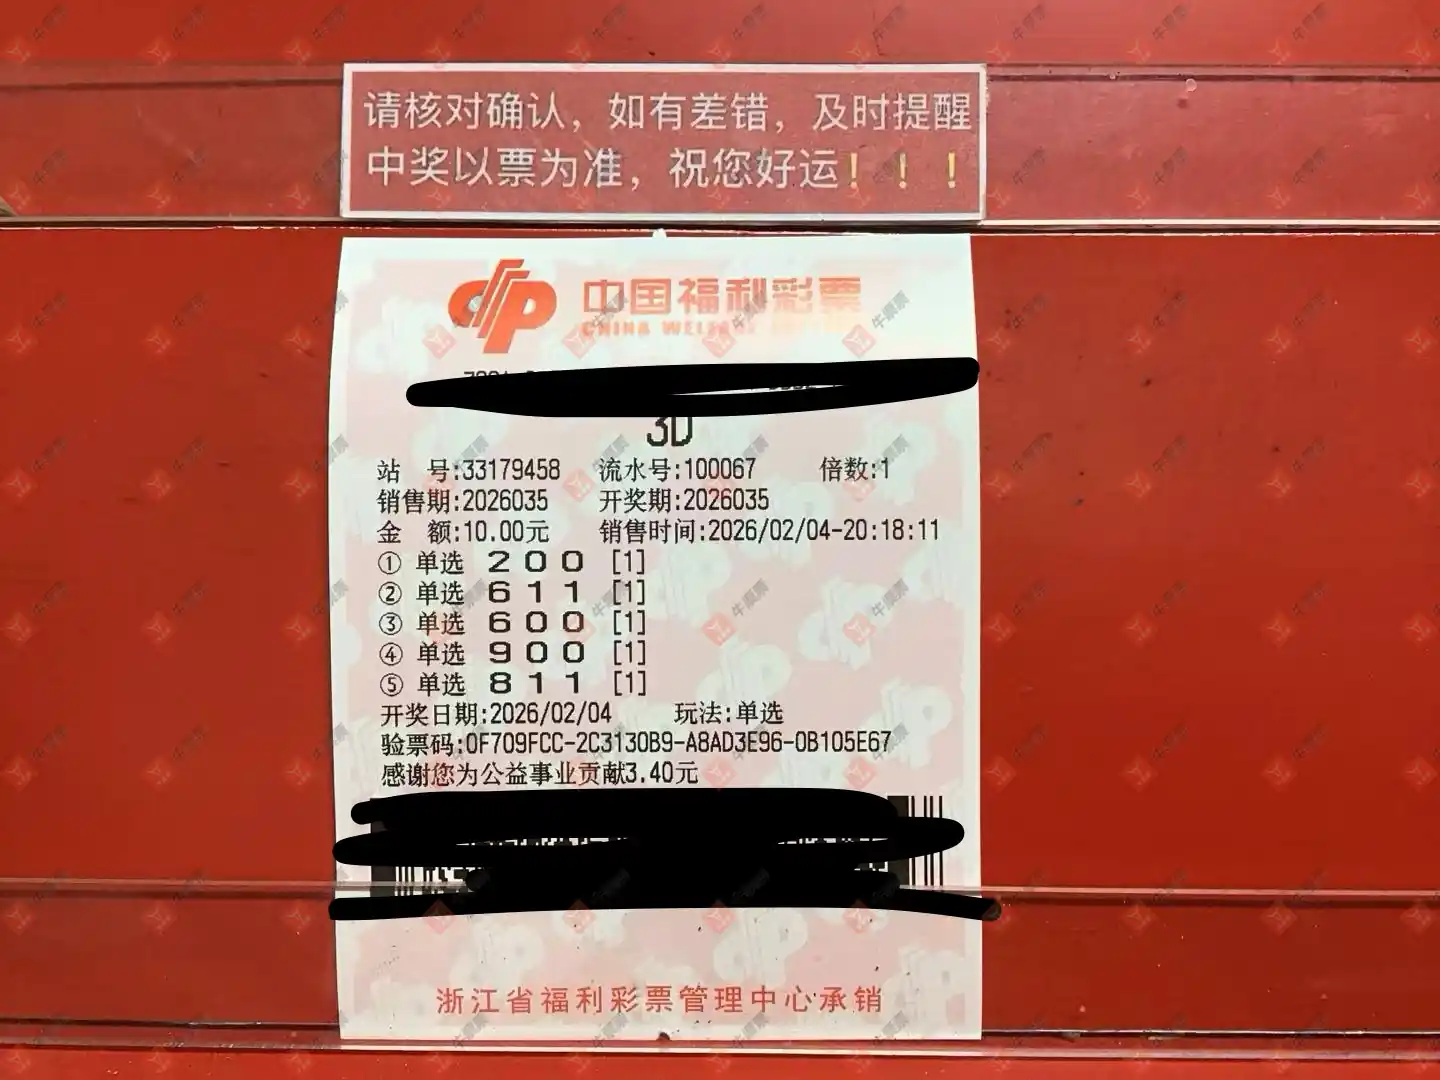 请核对确认，如有差错，及时提醒
中奖以票为准，祝您好运！！！
中国福利彩票
CHINA WELFARE
3D
站 号:33179458 流水号:100067 倍数:1
销售期:2026035 开奖期:2026035
金 额:10.00元 销售时间:2026/02/04-20:18:11
① 单选 2 0 0 [1]
② 单选 6 1 1 [1]
③ 单选 6 0 0 [1]
④ 单选 9 0 0 [1]
⑤ 单选 8 1 1 [1]
开奖日期:2026/02/04 玩法:单选
验票码:0F709FCC-2C3130B9-A8AD3E96-0B105E67
感谢您为公益事业贡献3.40元
浙江省福利彩票管理中心承销